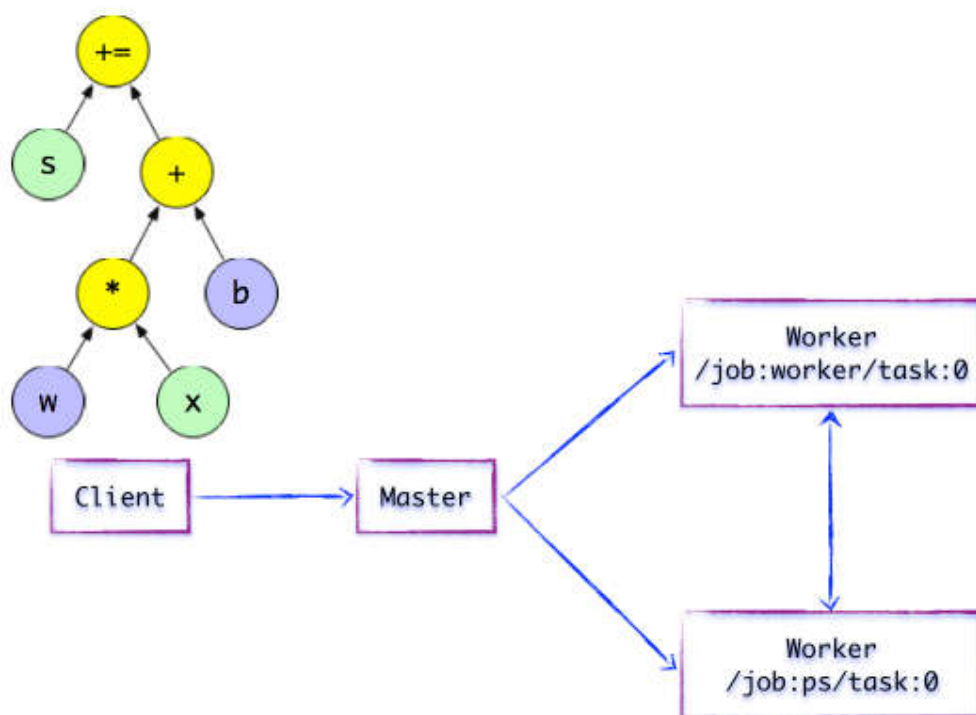 +=
s
+
*
b
w
x
Client
Master
Worker
/job:worker/task:0
Worker
/job:ps/task:0